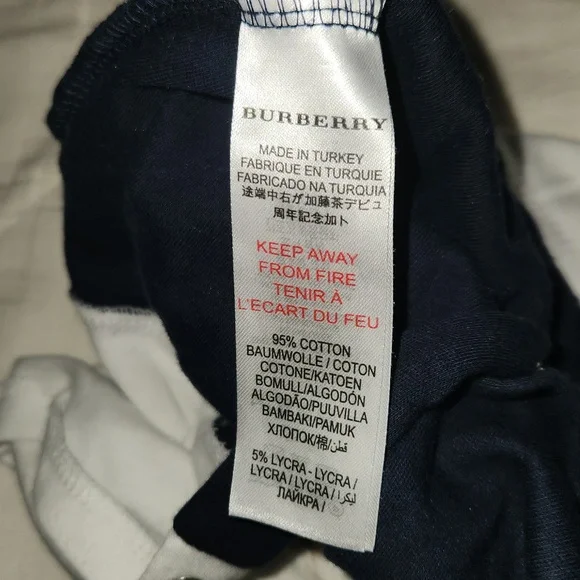 BURBERRY
MADE IN TURKEY
FABRIQUE EN TURQUIE
FABRICADO NA TURQUIA
途端中右が加藤茶デビュ
周年記念加ト
KEEP AWAY
FROM FIRE
TENIR À
L'ECART DU FEU
95% COTTON
BAUMWOLLE / COTON
COTONE/KATOEN
BOMULL/ALGODÓN
ALGODÃO/PUUVILLA
BAMBAKI/PAMUK
ХЛОПОК/棉/قطن
5% LYCRA - LYCRA /
LYCRA / LYCRA / ليكرا
ЛАЙКРА /